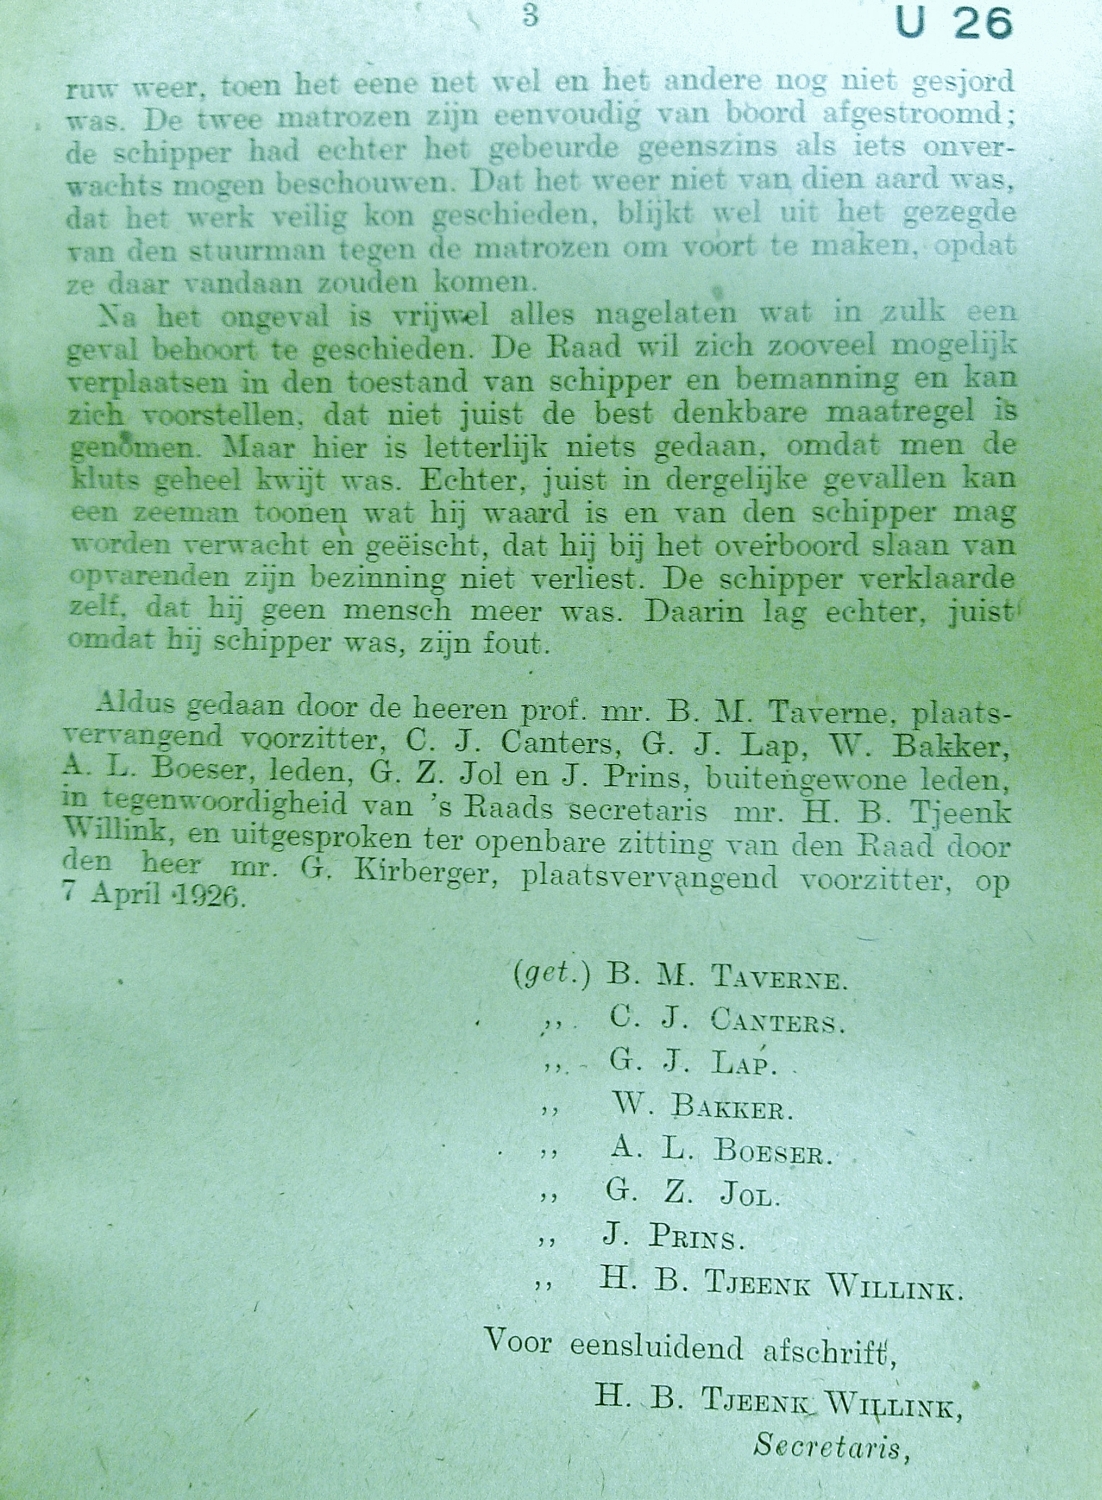 3
U 26
ruw weer, toen het eene net wel en het andere nog niet gesjord
was. De twee matrozen zijn eenvoudig van boord afgestroomd;
de schipper had echter het gebeurde geenszins als iets onver-
wachts mogen beschouwen. Dat het weer niet van dien aard was,
dat het werk veilig kon geschieden, blijkt wel uit het gezegde
van den stuurman tegen de matrozen om voort te maken, opdat
ze daar vandaan zouden komen.
Na het ongeval is vrijwel alles nagelaten wat in zulk een
geval behoort te geschieden. De Raad wil zich zooveel mogelijk
verplaatsen in den toestand van schipper en bemanning en kan
zich voorstellen, dat niet juist de best denkbare maatregel is
genomen. Maar hier is letterlijk niets gedaan, omdat men de
kluts geheel kwijt was. Echter, juist in dergelijke gevallen kan
een zeeman toonen wat hij waard is en van den schipper mag
worden verwacht en geëischt, dat hij bij het overboord slaan van
opvarenden zijn bezinning niet verliest. De schipper verklaarde
zelf, dat hij geen mensch meer was. Daarin lag echter, juist
omdat hij schipper was, zijn fout.
Aldus gedaan door de heeren prof. mr. B. M. Taverne, plaats-
vervangend voorzitter, C. J. Canters, G. J. Lap, W. Bakker,
A. L. Boeser, leden, G. Z. Jol en J. Prins, buitengewone leden,
in tegenwoordigheid van 's Raads secretaris mr. H. B. Tjeenk
Willink, en uitgesproken ter openbare zitting van den Raad door
den heer mr. G. Kirberger, plaatsvervangend voorzitter, op
7 April 1926.
(get.) B. M. TAVERNE.
,, C. J. CANTERS.
,, G. J. LAP.
,, W. BAKKER.
,, A. L. BOESER.
,, G. Z. JOL.
,, J. PRINS.
,, H. B. TJEENK WILLINK.
Voor eensluidend afschrift,
H. B. TJEENK WILLINK,
Secretaris,